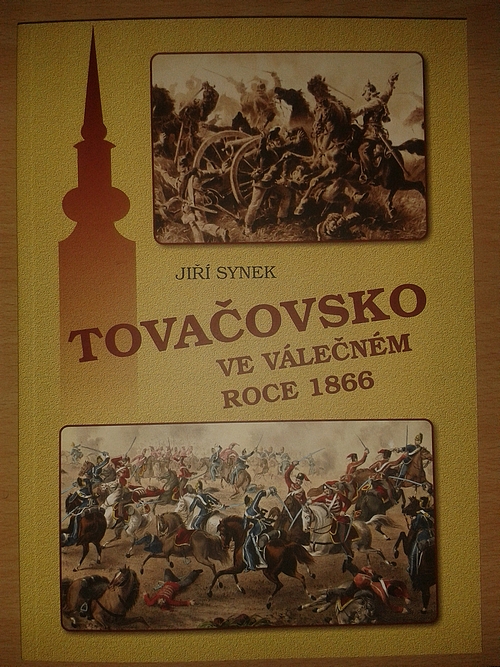 JIŘÍ SYNEK
TOVAČOVSKO
VE VÁLEČNÉM
ROCE 1866